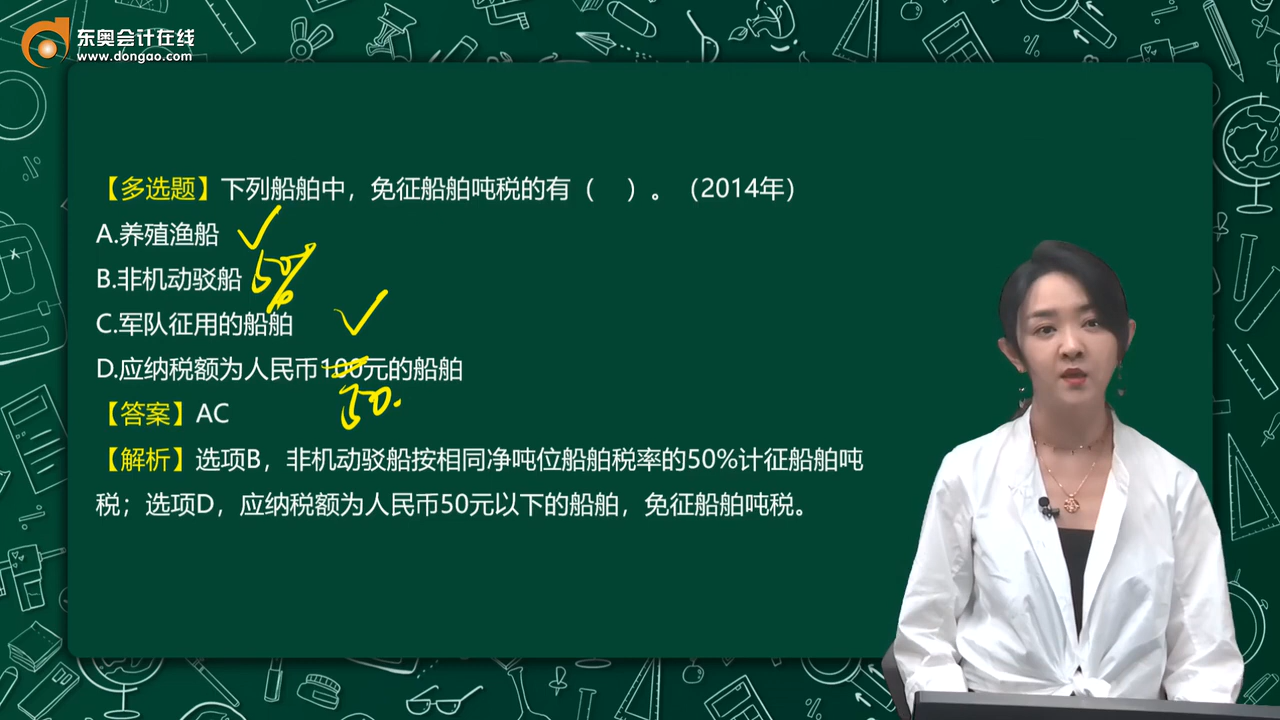 东奥会计在线
www.dongao.com
【多选题】下列船舶中，免征船舶吨税的有（　）。（2014年）
A.养殖渔船
B.非机动驳船 50%
C.军队征用的船舶
D.应纳税额为人民币100元的船舶
50.
【答案】AC
【解析】选项B，非机动驳船按相同净吨位船舶税率的50%计征船舶吨
税；选项D，应纳税额为人民币50元以下的船舶，免征船舶吨税。